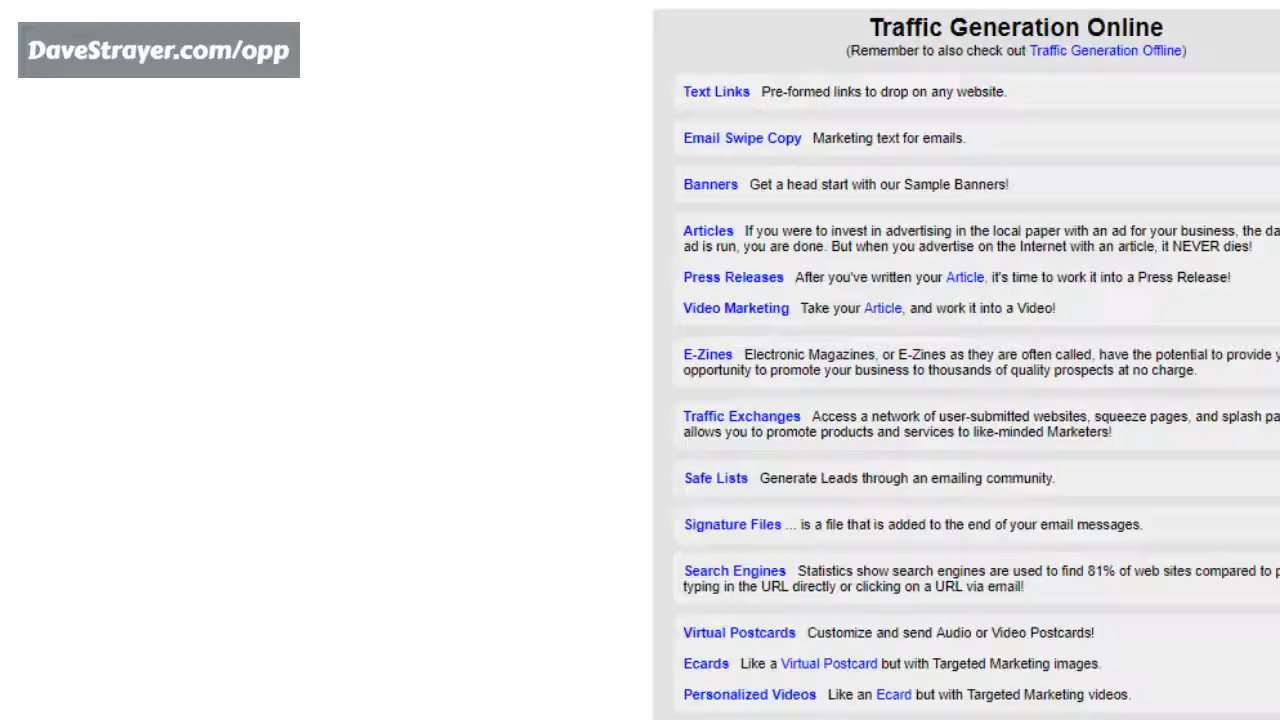 DaveStrayer.com/opp
Traffic Generation Online
(Remember to also check out Traffic Generation Offline)
Text Links Pre-formed links to drop on any website.
Email Swipe Copy Marketing text for emails.
Banners Get a head start with our Sample Banners!
Articles If you were to invest in advertising in the local paper with an ad for your business, the da
ad is run, you are done. But when you advertise on the Internet with an article, it NEVER dies!
Press Releases After you've written your Article, it's time to work it into a Press Release!
Video Marketing Take your Article, and work it into a Video!
E-Zines Electronic Magazines, or E-Zines as they are often called, have the potential to provide y
opportunity to promote your business to thousands of quality prospects at no charge.
Traffic Exchanges Access a network of user-submitted websites, squeeze pages, and splash pa
allows you to promote products and services to like-minded Marketers!
Safe Lists Generate Leads through an emailing community.
Signature Files ... is a file that is added to the end of your email messages.
Search Engines Statistics show search engines are used to find 81% of web sites compared to p
typing in the URL directly or clicking on a URL via email!
Virtual Postcards Customize and send Audio or Video Postcards!
Ecards Like a Virtual Postcard but with Targeted Marketing images.
Personalized Videos Like an Ecard but with Targeted Marketing videos.